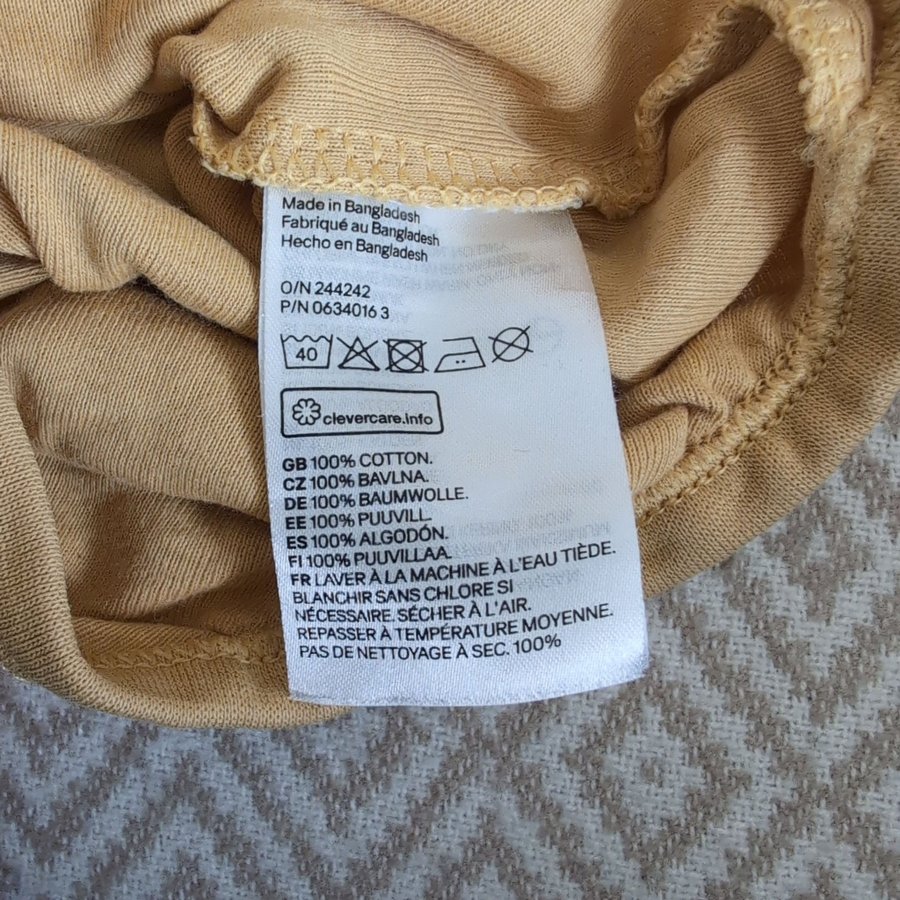 Made in Bangladesh
Fabriqué au Bangladesh
Hecho en Bangladesh
O/N 244242
P/N 0634016 3
40
clevercare.info
GB 100% COTTON.
CZ 100% BAVLNA.
DE 100% BAUMWOLLE.
EE 100% PUUVILL.
ES 100% ALGODÓN.
FI 100% PUUVILLAA.
FR LAVER À LA MACHINE À L'EAU TIÈDE.
BLANCHIR SANS CHLORE SI
NÉCESSAIRE. SÉCHER À L'AIR.
REPASSER À TEMPÉRATURE MOYENNE.
PAS DE NETTOYAGE À SEC. 100%